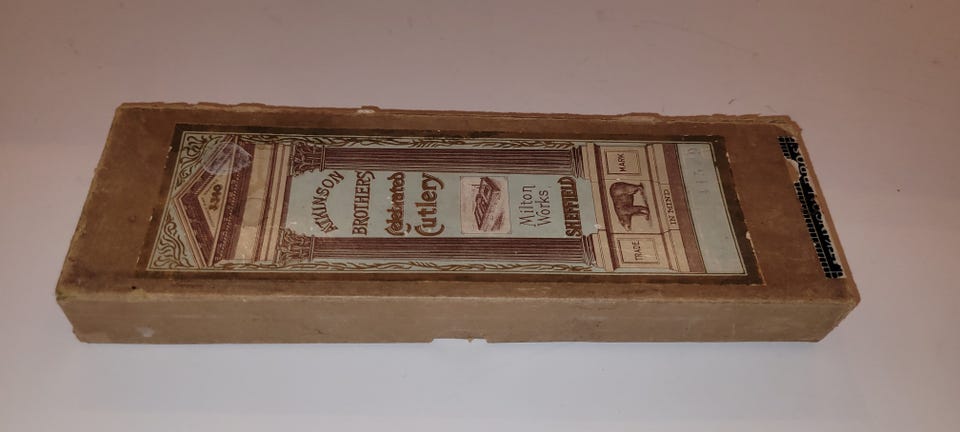 ATKINSON
BROTHERS
Celebrated
Cutlery
Milton
Works
SHEFFIELD
TRADE MARK
IN MIND